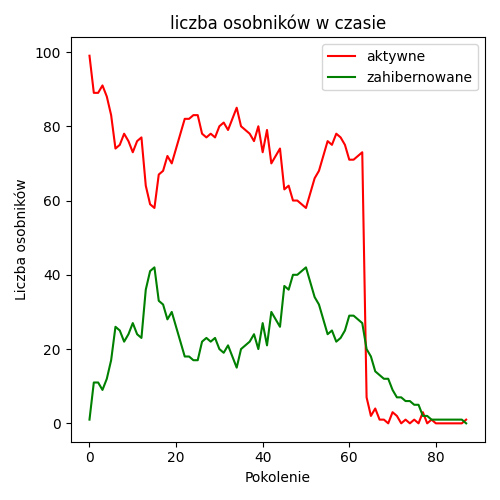 liczba osobników w czasie
aktywne
zahibernowane
100
80
60
40
20
0
Liczba osobników
0 20 40 60 80
Pokolenie